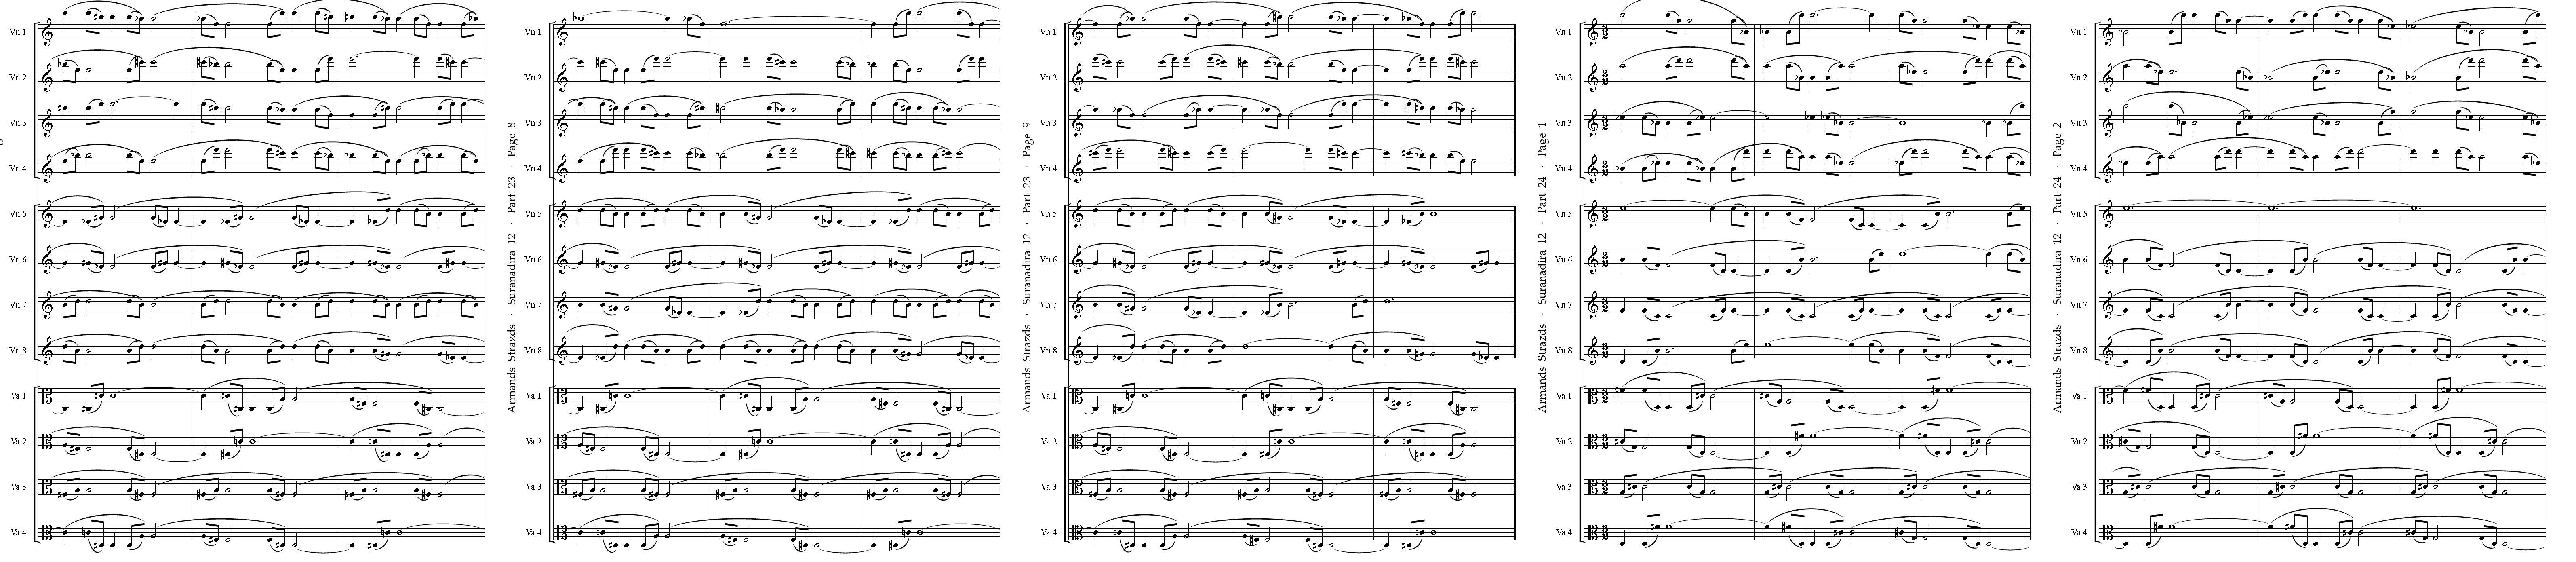 Vn 1
Vn 2
Vn 3
Vn 4
Vn 5
Vn 6
Vn 7
Vn 8
Va 1
Va 2
Va 3
Va 4
Armands Strazds · Suranadira 12 · Part 23 · Page 8
Vn 1
Vn 2
Vn 3
Vn 4
Vn 5
Vn 6
Vn 7
Vn 8
Va 1
Va 2
Va 3
Va 4
Armands Strazds · Suranadira 12 · Part 23 · Page 9
Vn 1
Vn 2
Vn 3
Vn 4
Vn 5
Vn 6
Vn 7
Vn 8
Va 1
Va 2
Va 3
Va 4
Armands Strazds · Suranadira 12 · Part 24 · Page 1
Vn 1
Vn 2
Vn 3
Vn 4
Vn 5
Vn 6
Vn 7
Vn 8
Va 1
Va 2
Va 3
Va 4
Armands Strazds · Suranadira 12 · Part 24 · Page 2
Vn 1
Vn 2
Vn 3
Vn 4
Vn 5
Vn 6
Vn 7
Vn 8
Va 1
Va 2
Va 3
Va 4